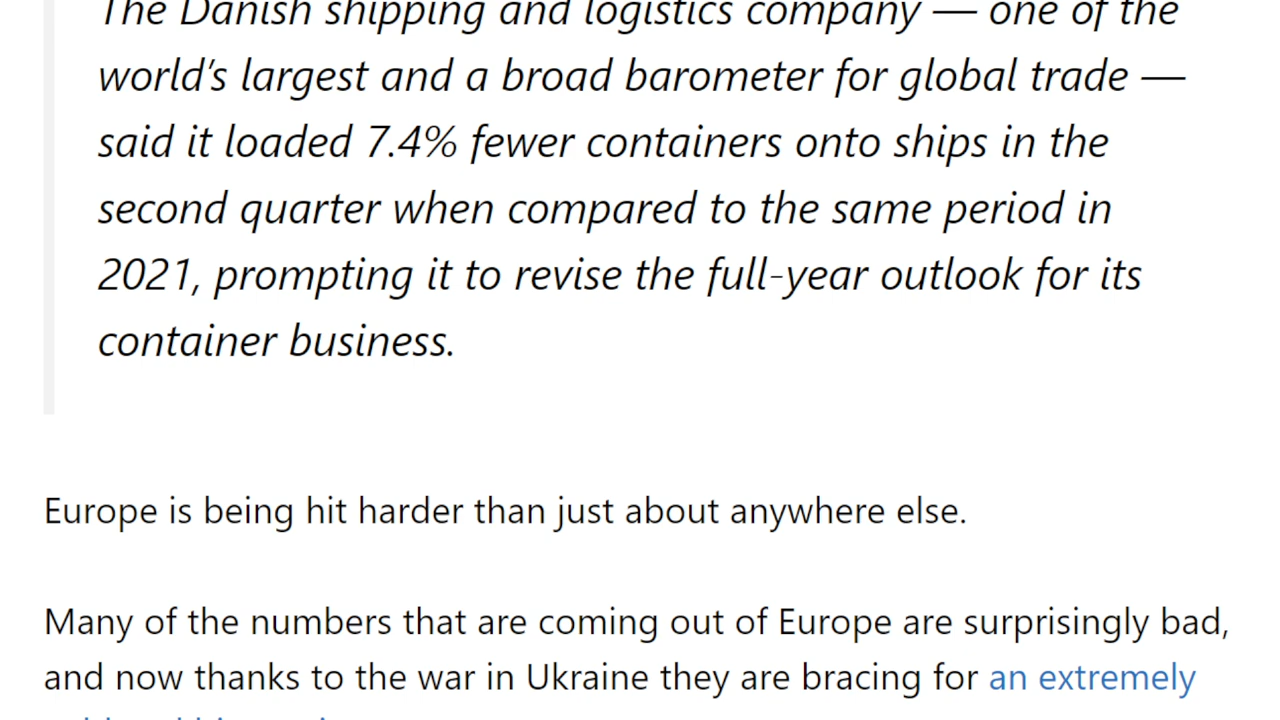 The Danish shipping and logistics company — one of the
world’s largest and a broad barometer for global trade —
said it loaded 7.4% fewer containers onto ships in the
second quarter when compared to the same period in
2021, prompting it to revise the full-year outlook for its
container business.
Europe is being hit harder than just about anywhere else.
Many of the numbers that are coming out of Europe are surprisingly bad,
and now thanks to the war in Ukraine they are bracing for an extremely